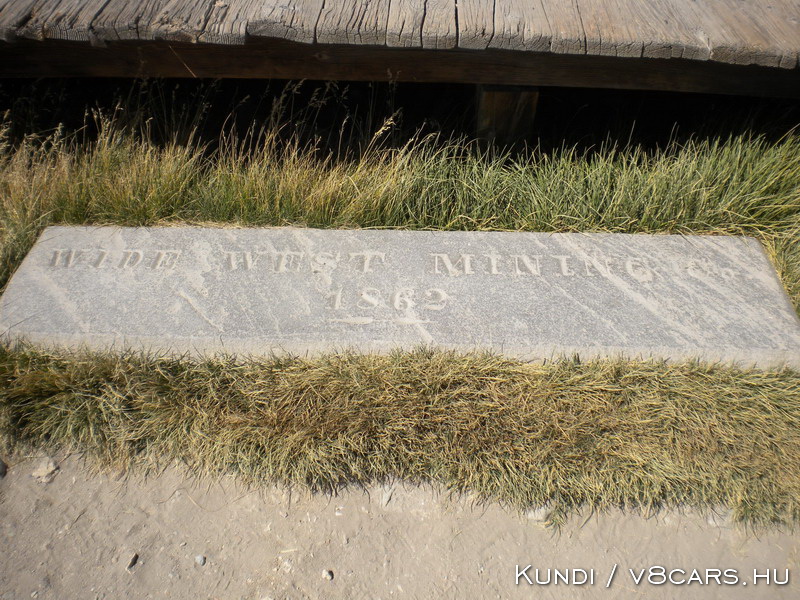 WIDE WEST MINING Co.
1862
Kundi / v8cars.hu